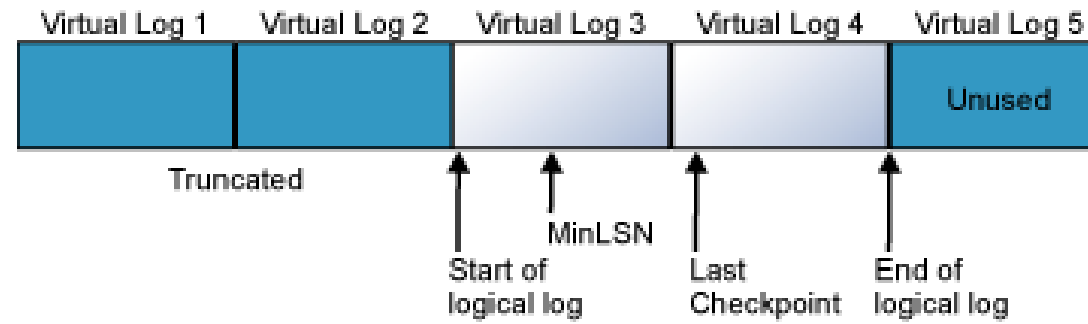 Virtual Log 1 Virtual Log 2 Virtual Log 3 Virtual Log 4 Virtual Log 5
Unused
Truncated
MinLSN
Start of
logical log
Last
Checkpoint
End of
logical log